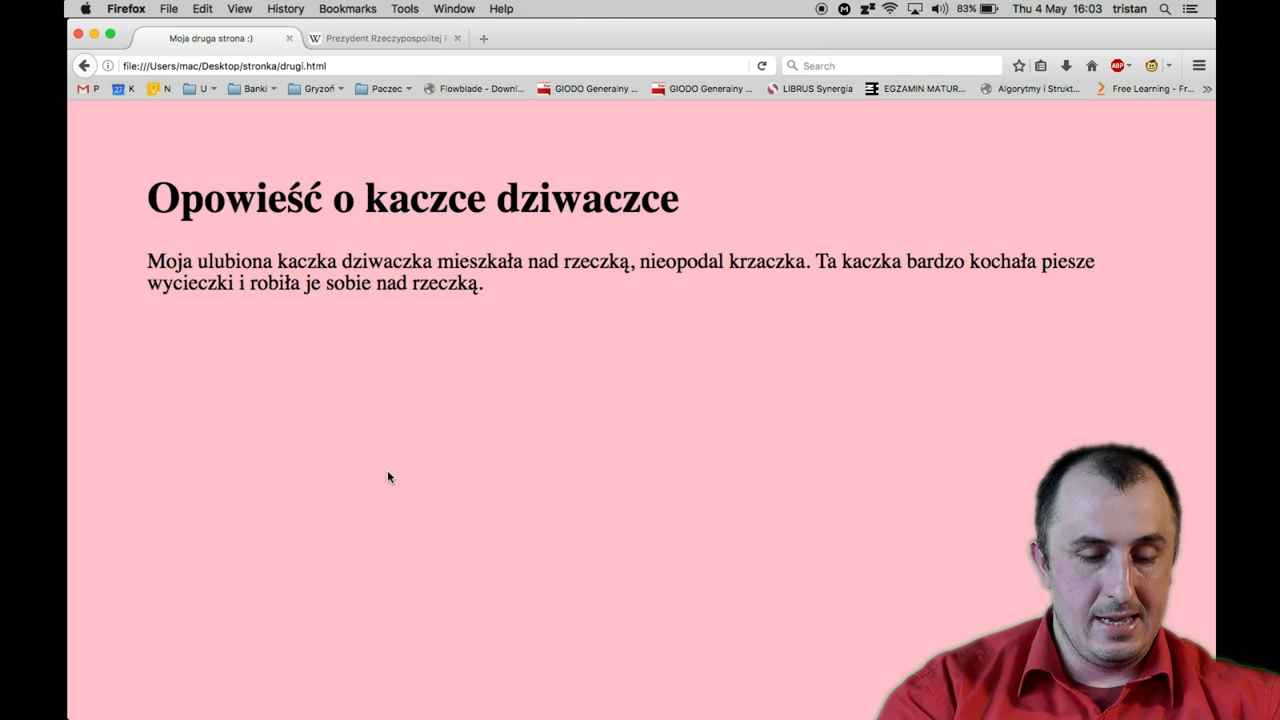 Firefox File Edit View History Bookmarks Tools Window Help 83% Thu 4 May 16:03 tristan
Moja druga strona :) Prezydent Rzeczypospolitej
file:///Users/mac/Desktop/stronka/drugi.html Search
P K N U Banki Gryzoń Paczec Flowblade - Downl... GIODO Generalny ... GIODO Generalny ... LIBRUS Synergia EGZAMIN MATUR... Algorytmy i Strukt... Free Learning - Fr...
Opowieść o kaczce dziwaczce
Moja ulubiona kaczka dziwaczka mieszkała nad rzeczką, nieopodal krzaczka. Ta kaczka bardzo kochała piesze
wycieczki i robiła je sobie nad rzeczką.